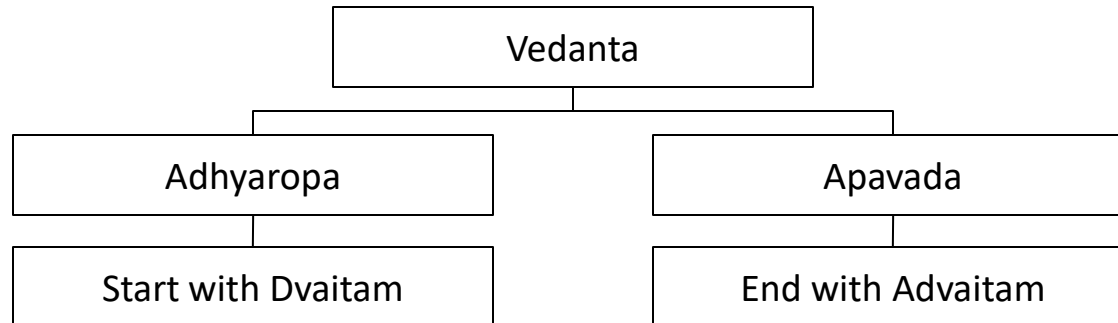 Vedanta
Adhyaropa
Apavada
Start with Dvaitam
End with Advaitam